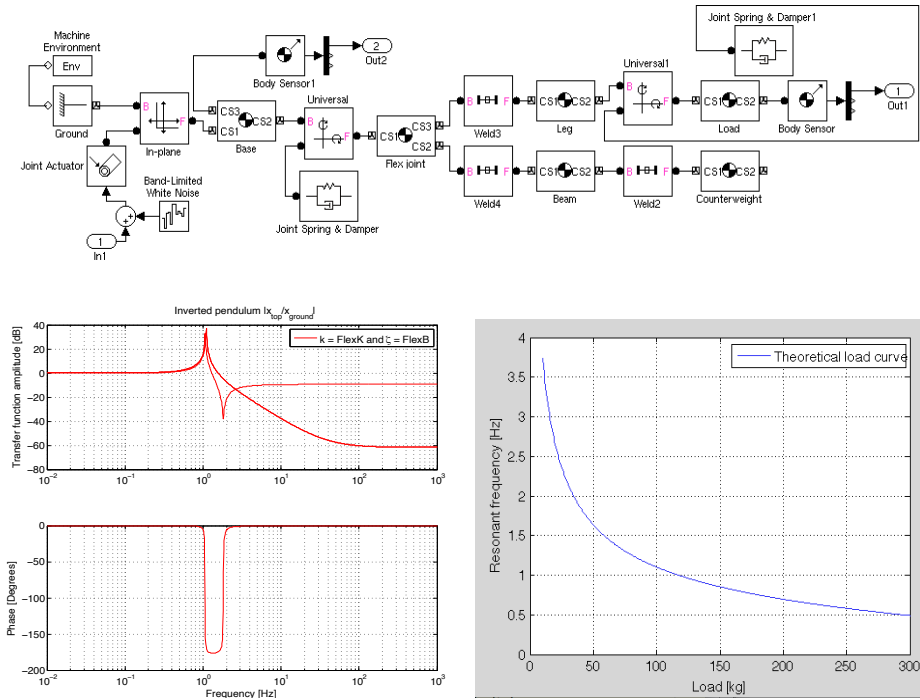 Joint Spring & Damper1
Machine
Environment
Env
2
Out2
Body Sensor1
Universal1
Universal
1
Out1
B
F
CS3
CS2
CS1
B
F
CS1
CS3
CS2
B
F
CS1
CS2
B
F
CS1
CS2
Ground
In-plane
Base
Flex joint
Weld3
Leg
Load
Body Sensor
Joint Actuator
B
F
CS1
CS2
B
F
CS1
CS2
Band-Limited
White Noise
Weld4
Beam
Weld2
Counterweight
Joint Spring & Damper
1
In1
Inverted pendulum |x_top/x_ground|
k = FlexK and ζ = FlexB
Transfer function amplitude [dB]
40
20
0
−20
−40
−60
−80
10^−2 10^−1 10^0 10^1 10^2 10^3
Phase [Degrees]
0
−50
−100
−150
−200
10^−2 10^−1 10^0 10^1 10^2 10^3
Frequency [Hz]
Theoretical load curve
Resonant frequency [Hz]
4
3.5
3
2.5
2
1.5
1
0.5
0
0 50 100 150 200 250 300
Load [kg]